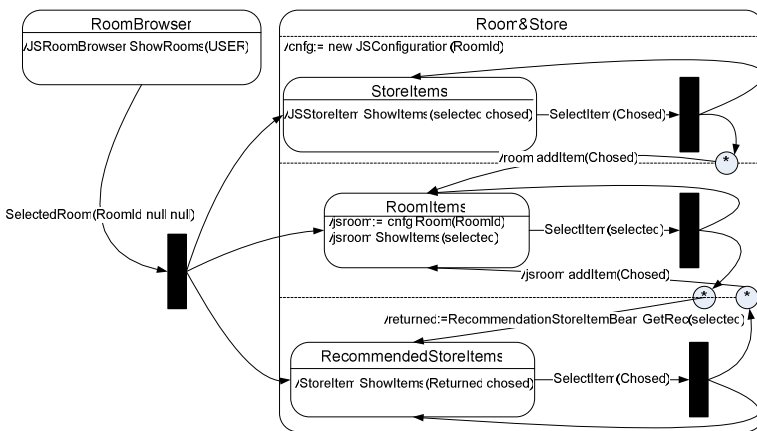 RoomBrowser
/JSRoomBrowser ShowRooms(USER)
Room&Store
/cnfg:= new JSConfiguration(RoomId)
StoreItems
/JSStoreItem ShowItems(selected chosed)
SelectItem(Chosed)
*
/room addItem(Chosed)
SelectedRoom(RoomId null null)
RoomItems
/jsroom:= cnfg Room(RoomId)
/jsroom ShowItems(selected)
SelectItem(selected)
/jsroom addItem(Chosed)
* *
/returned:=RecommendationStoreItemBear GetRec(selected)
RecommendedStoreItems
/StoreItem ShowItems(Returned chosed)
SelectItem(Chosed)